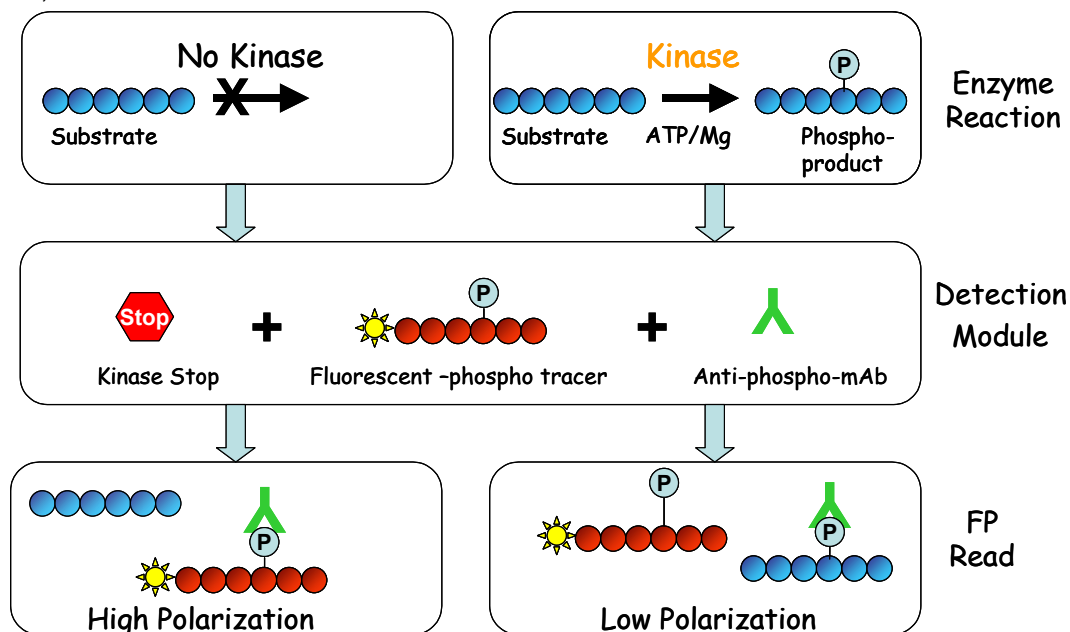 No Kinase
X
Substrate
Kinase
P
Substrate
ATP/Mg
Phospho-
product
Enzyme
Reaction
Stop
+
P
+
Kinase Stop
Fluorescent –phospho tracer
Anti-phospho-mAb
Detection
Module
P
High Polarization
P
P
Low Polarization
FP
Read